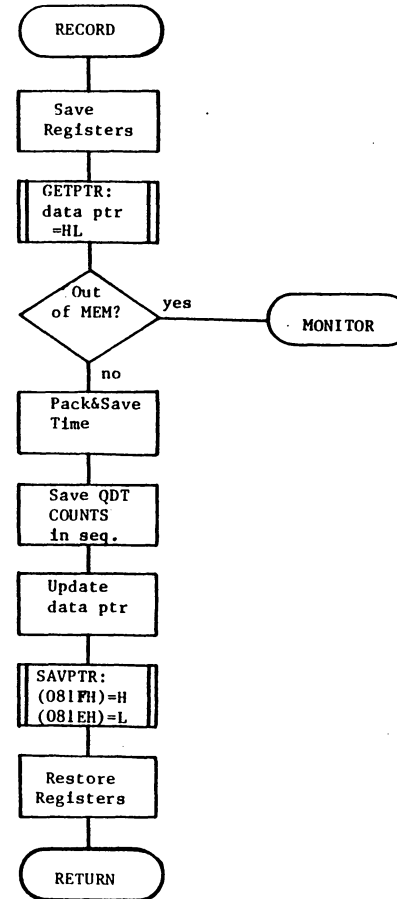 RECORD
Save
Registers
GETPTR:
data ptr
=HL
Out
of MEM?
yes
MONITOR
no
Pack&Save
Time
Save QDT
COUNTS
in seq.
Update
data ptr
SAVPTR:
(081FH)=H
(081EH)=L
Restore
Registers
RETURN